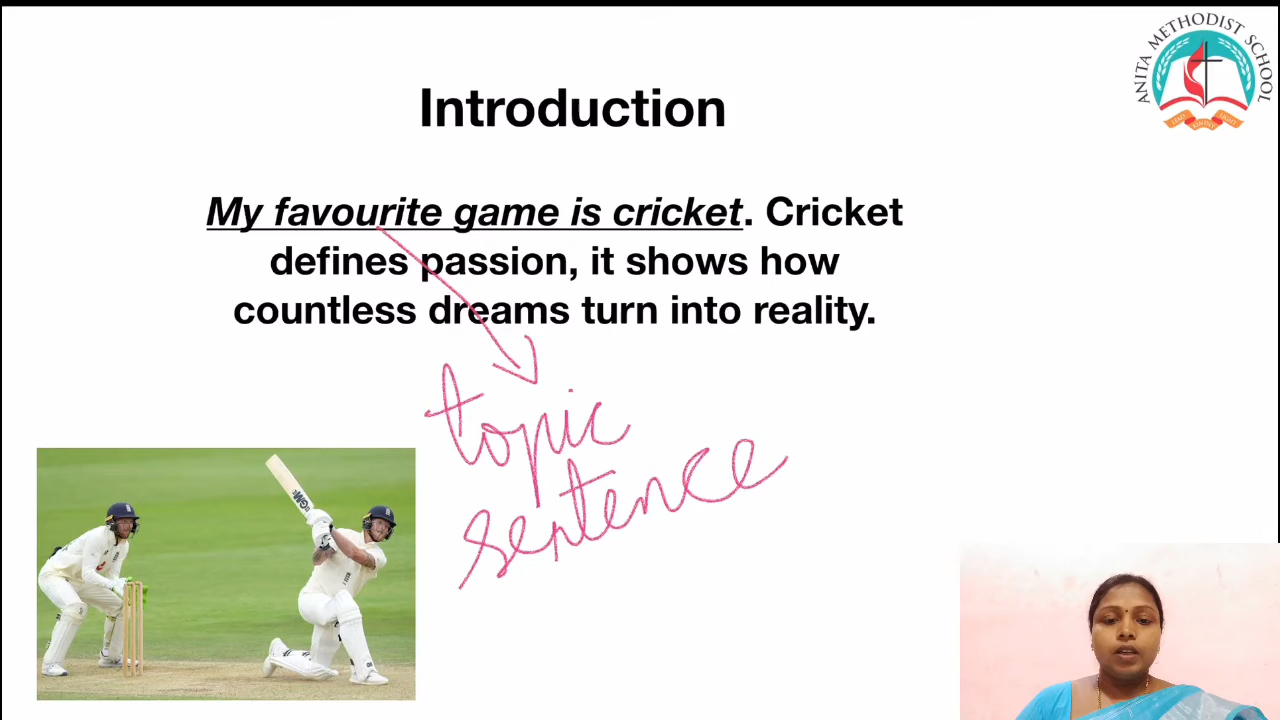 ANITA METHODIST SCHOOL
Introduction
My favourite game is cricket. Cricket
defines passion, it shows how
countless dreams turn into reality.
topic
sentence
GM